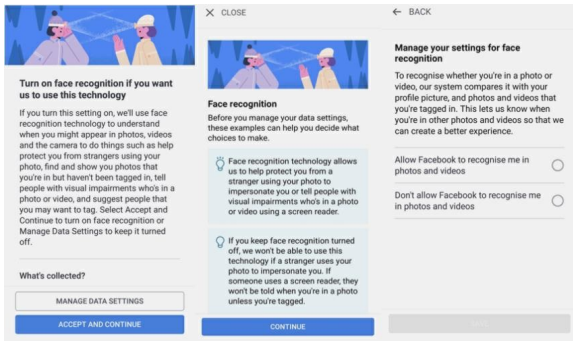 Turn on face recognition if you want
us to use this technology
If you turn this setting on, we'll use face
recognition technology to understand
when you might appear in photos, videos
and the camera to do things such as help
protect you from strangers using your
photo, find and show you photos that
you're in but haven't been tagged in, tell
people with visual impairments who's in a
photo or video, and suggest people that
you may want to tag. Select Accept and
Continue to turn on face recognition or
Manage Data Settings to keep it turned
off.
What's collected?
MANAGE DATA SETTINGS
ACCEPT AND CONTINUE
X CLOSE
Face recognition
Before you manage your data settings,
these examples can help you decide what
choices to make.
Face recognition technology allows
us to help protect you from a
stranger using your photo to
impersonate you or tell people with
visual impairments who's in a photo
or video using a screen reader.
If you keep face recognition turned
off, we won't be able to use this
technology if a stranger uses your
photo to impersonate you. If
someone uses a screen reader, they
won't be told when you're in a photo
unless you're tagged.
CONTINUE
← BACK
Manage your settings for face
recognition
To recognise whether you're in a photo or
video, our system compares it with your
profile picture, and photos and videos that
you're tagged in. This lets us know when
you're in other photos and videos so that we
can create a better experience.
Allow Facebook to recognise me in
photos and videos
Don't allow Facebook to recognise me
in photos and videos